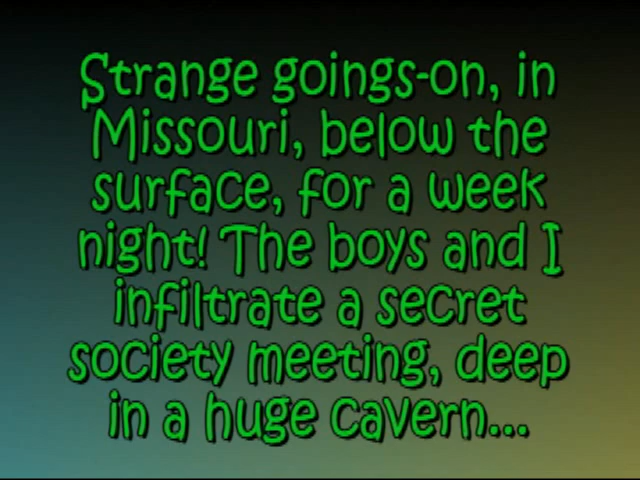 Strange goings-on, in
Missouri, below the
surface, for a week
night! The boys and I
infiltrate a secret
society meeting, deep
in a huge cavern...